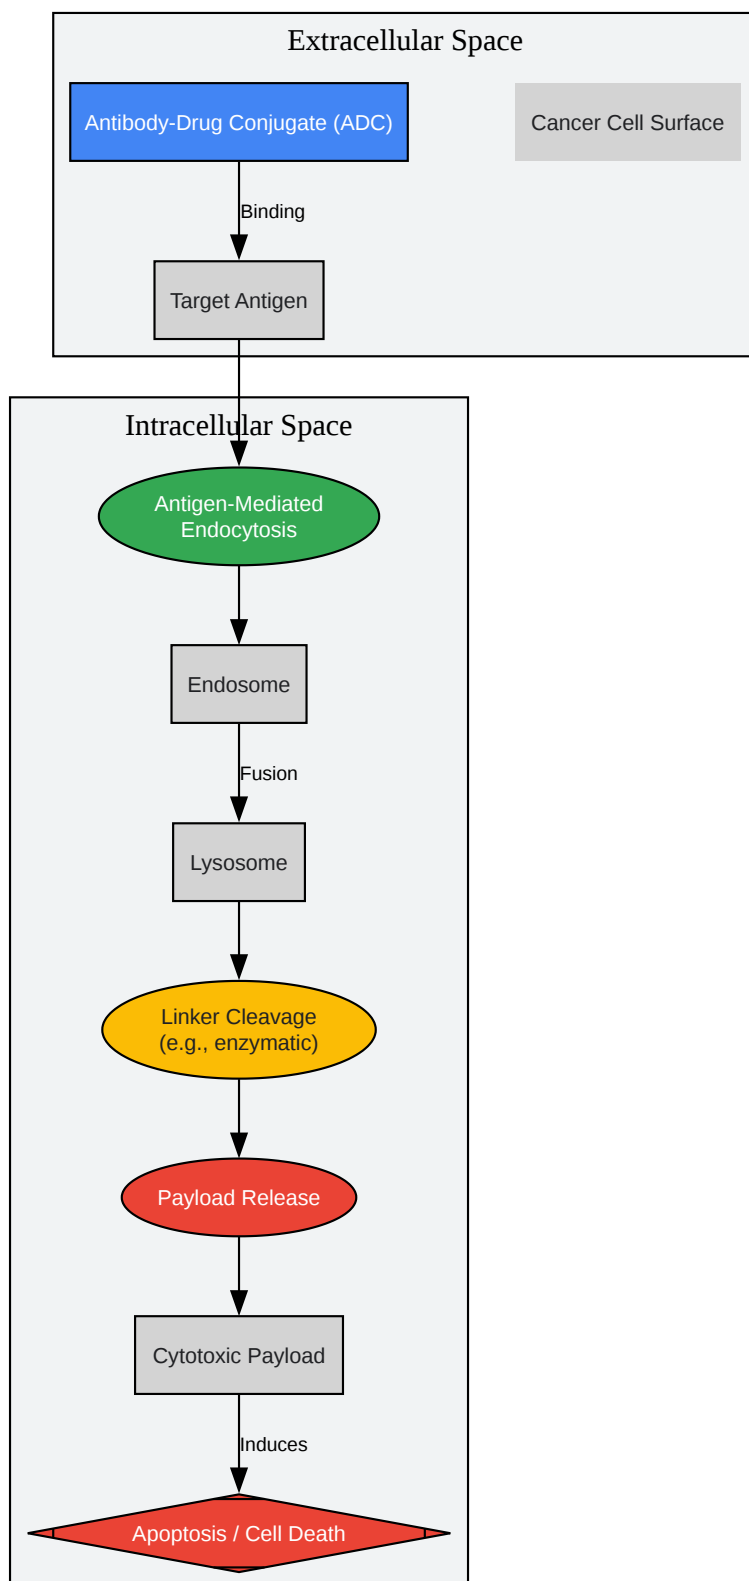 Extracellular Space
Antibody-Drug Conjugate (ADC)
Cancer Cell Surface
Binding
Target Antigen
Intracellular Space
Antigen-Mediated
Endocytosis
Endosome
Fusion
Lysosome
Linker Cleavage
(e.g., enzymatic)
Payload Release
Cytotoxic Payload
Induces
Apoptosis / Cell Death